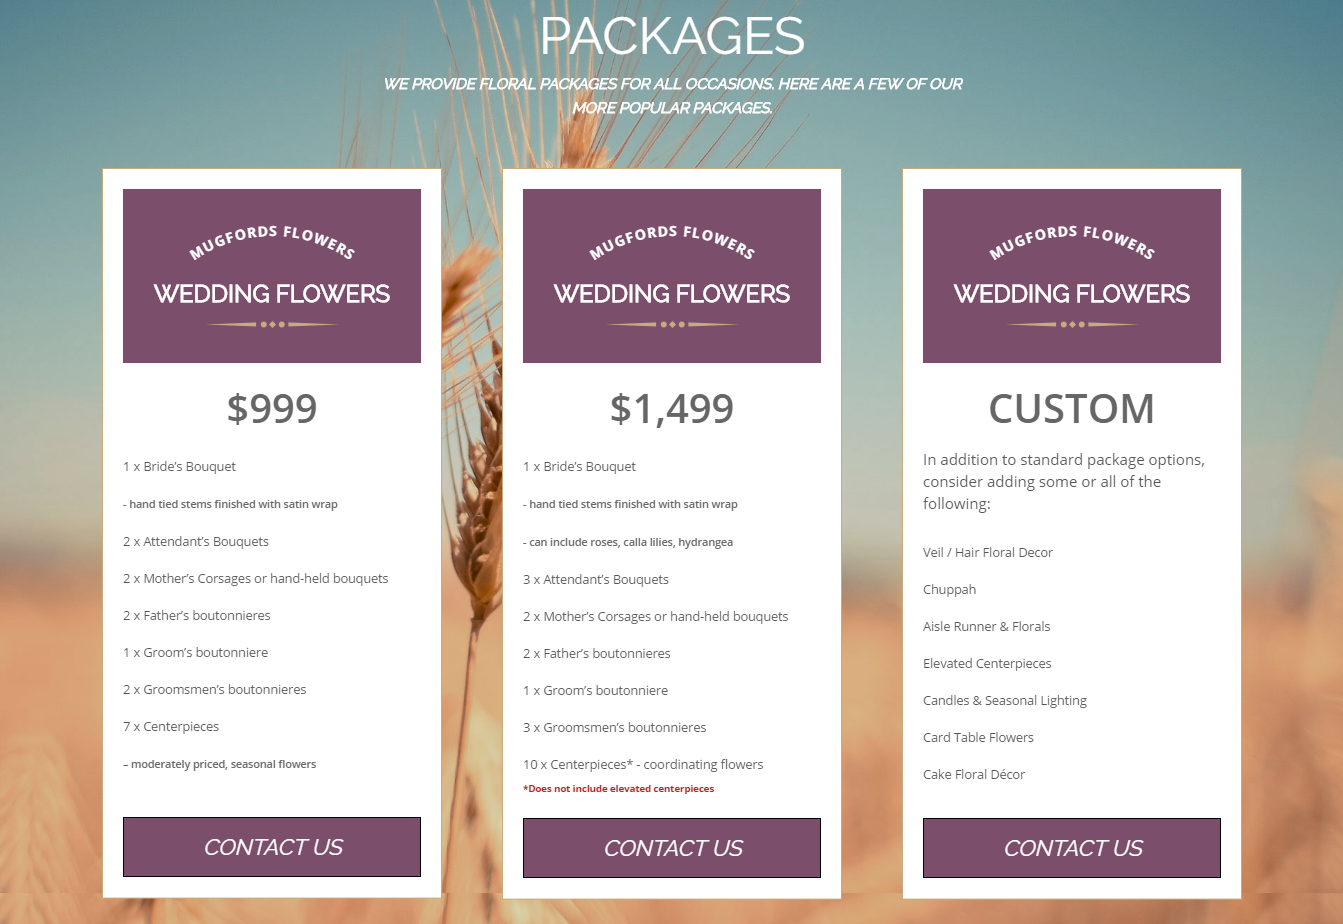 PACKAGES
WE PROVIDE FLORAL PACKAGES FOR ALL OCCASIONS. HERE ARE A FEW OF OUR
MORE POPULAR PACKAGES.
MUGFORDS FLOWERS
WEDDING FLOWERS
$999
1 x Bride’s Bouquet
- hand tied stems finished with satin wrap
2 x Attendant’s Bouquets
2 x Mother’s Corsages or hand-held bouquets
2 x Father’s boutonnieres
1 x Groom’s boutonniere
2 x Groomsmen’s boutonnieres
7 x Centerpieces
– moderately priced, seasonal flowers
CONTACT US
MUGFORDS FLOWERS
WEDDING FLOWERS
$1,499
1 x Bride’s Bouquet
- hand tied stems finished with satin wrap
- can include roses, calla lilies, hydrangea
3 x Attendant’s Bouquets
2 x Mother’s Corsages or hand-held bouquets
2 x Father’s boutonnieres
1 x Groom’s boutonniere
3 x Groomsmen’s boutonnieres
10 x Centerpieces* - coordinating flowers
*Does not include elevated centerpieces
CONTACT US
MUGFORDS FLOWERS
WEDDING FLOWERS
CUSTOM
In addition to standard package options,
consider adding some or all of the
following:
Veil / Hair Floral Decor
Chuppah
Aisle Runner & Florals
Elevated Centerpieces
Candles & Seasonal Lighting
Card Table Flowers
Cake Floral Décor
CONTACT US